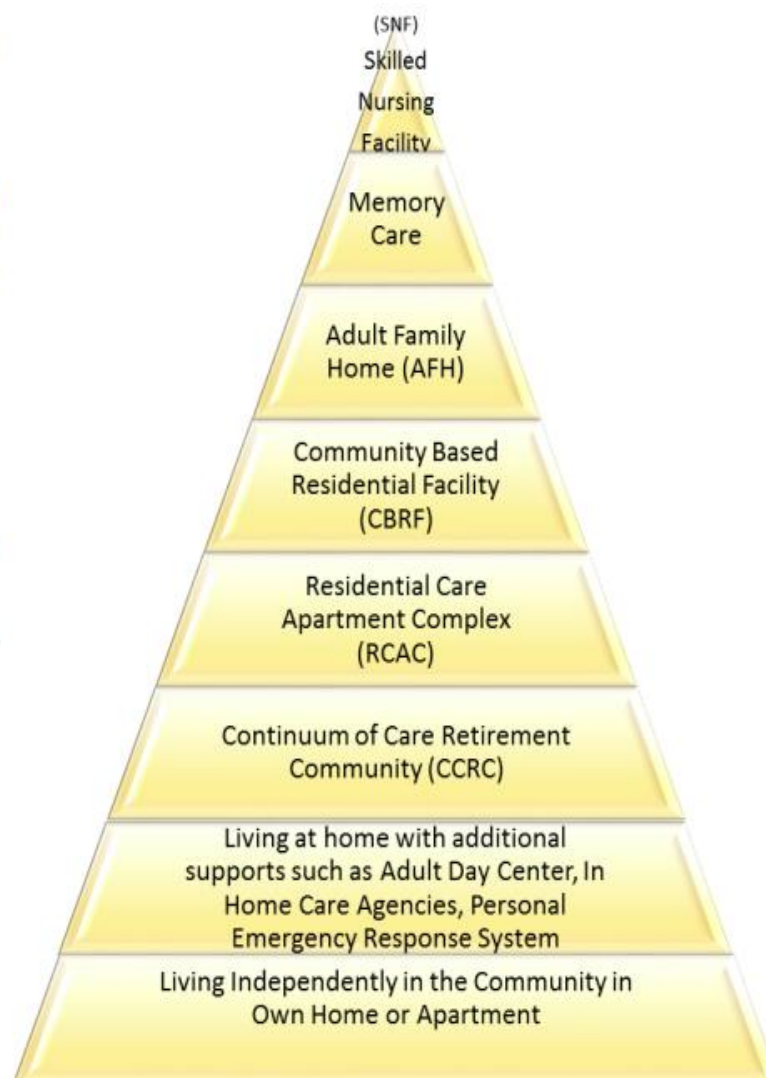 (SNF)
Skilled
Nursing
Facility
Memory
Care
Adult Family
Home (AFH)
Community Based
Residential Facility
(CBRF)
Residential Care
Apartment Complex
(RCAC)
Continuum of Care Retirement
Community (CCRC)
Living at home with additional
supports such as Adult Day Center, In
Home Care Agencies, Personal
Emergency Response System
Living Independently in the Community in
Own Home or Apartment